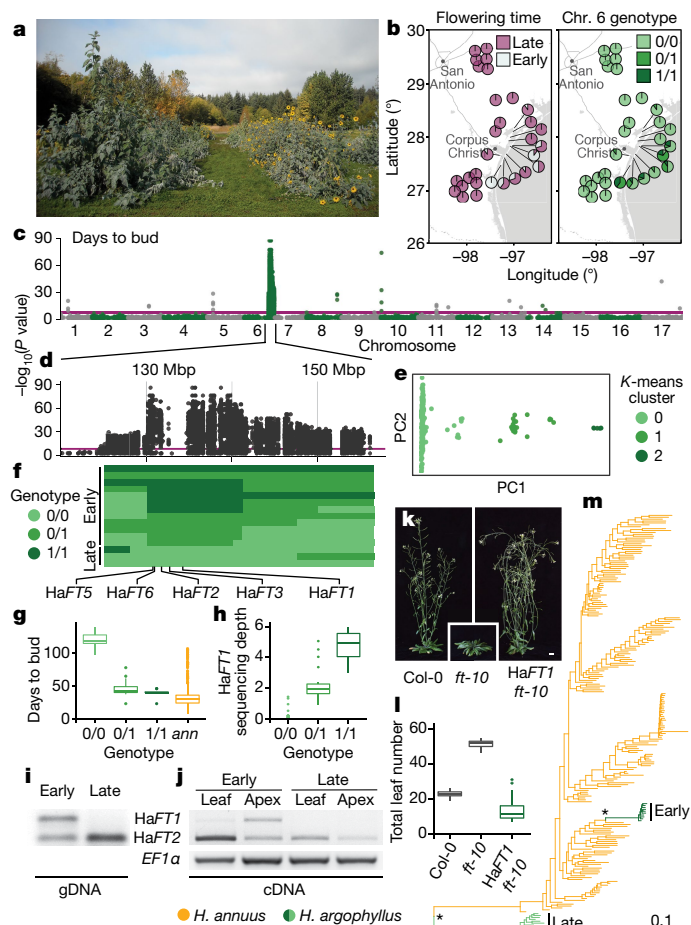 a
b
Flowering time
Chr. 6 genotype
Late
Early
0/0
0/1
1/1
San
Antonio
San
Antonio
Corpus
Christi
Corpus
Christi
30
29
28
27
26
Latitude (°)
−98 −97
−98 −97
Longitude (°)
c
Days to bud
90
60
30
0
1 2 3 4 5 6 7 8 9 10 11 12 13 14 15 16 17
Chromosome
−log10(P value)
d
130 Mbp
150 Mbp
90
60
30
0
e
PC2
PC1
K-means
cluster
0
1
2
f
Genotype
0/0
0/1
1/1
Early
Late
HaFT5 HaFT6 HaFT2 HaFT3 HaFT1
g
Days to bud
100
50
0
0/0 0/1 1/1 ann
Genotype
h
HaFT1
sequencing depth
6
4
2
0
0/0 0/1 1/1
Genotype
i
Early Late
HaFT1
HaFT2
EF1α
gDNA
j
Early Late
Leaf Apex Leaf Apex
cDNA
k
Col-0
ft-10
HaFT1
ft-10
l
Total leaf number
60
40
20
0
Col-0
ft-10
HaFT1
ft-10
m
*
Early
*
Late
0.1
H. annuus
H. argophyllus